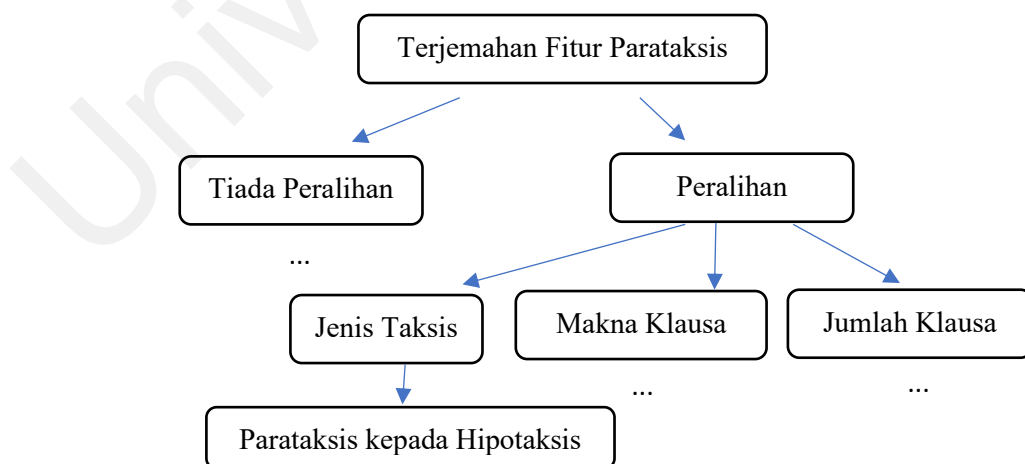 Terjemahan Fitur Parataksis
Tiada Peralihan
Peralihan
...
Jenis Taksis
Makna Klausa
Jumlah Klausa
...
...
Parataksis kepada Hipotaksis
Univ